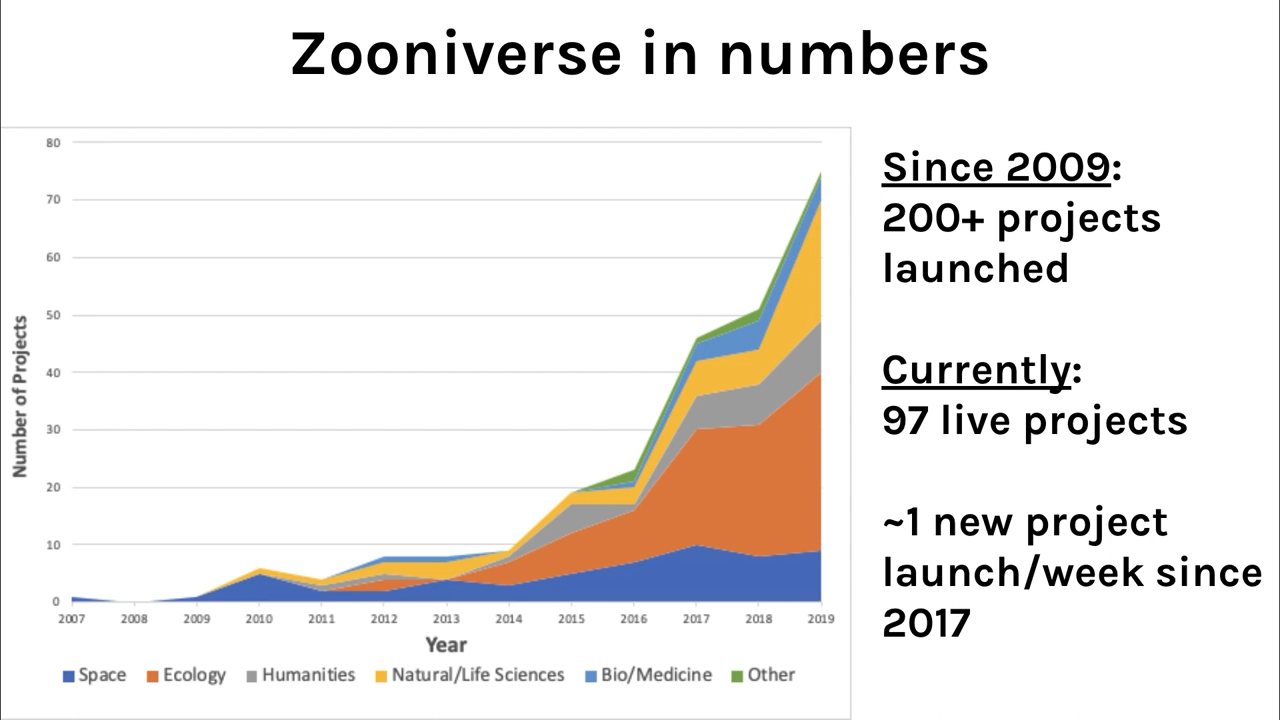 Zooniverse in numbers
80
70
60
50
40
30
20
10
0
Number of Projects
2007 2008 2009 2010 2011 2012 2013 2014 2015 2016 2017 2018 2019
Year
Space Ecology Humanities Natural/Life Sciences Bio/Medicine Other
Since 2009:
200+ projects
launched
Currently:
97 live projects
~1 new project
launch/week since
2017